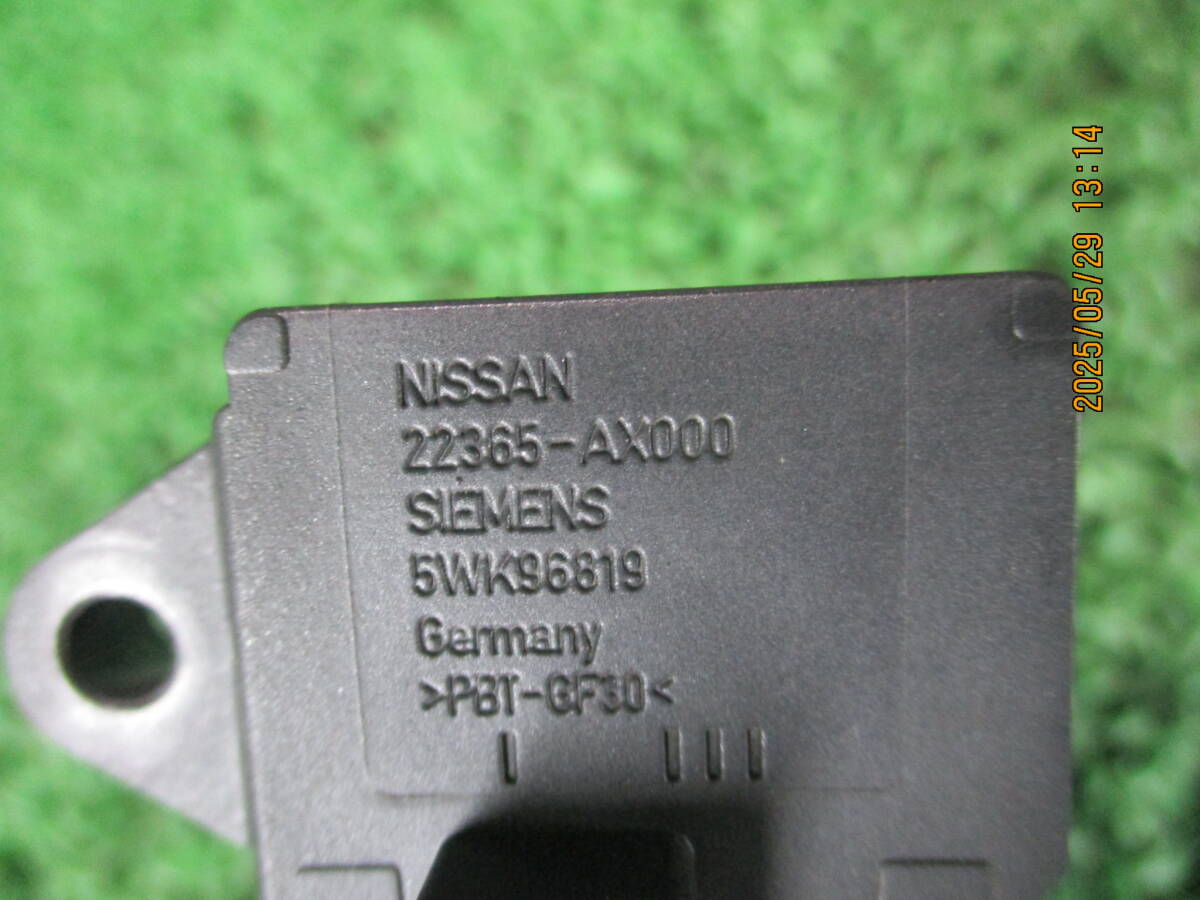 NISSAN
22365-AX000
SIEMENS
5WK96819
Germany
>PBT-GF30<
2025/05/29 13:14